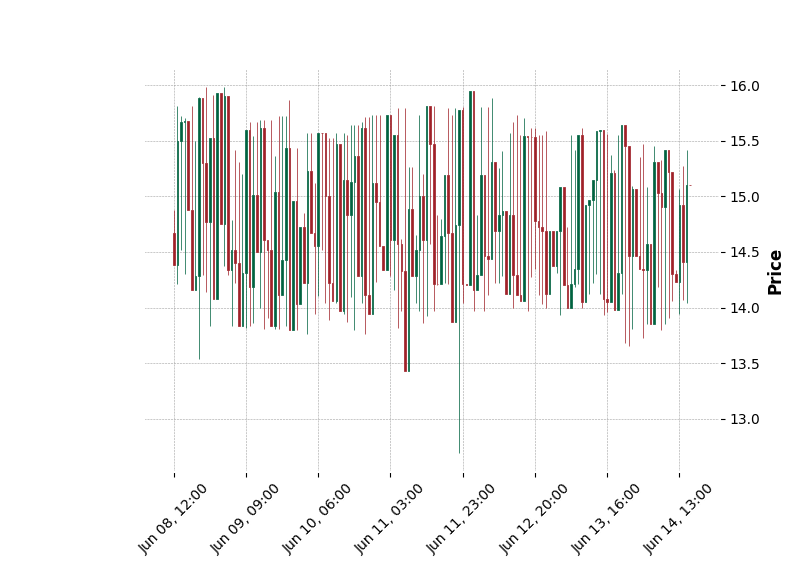 16.0
15.5
15.0
14.5
14.0
13.5
13.0
Price
Jun 08, 12:00
Jun 09, 09:00
Jun 10, 06:00
Jun 11, 03:00
Jun 11, 23:00
Jun 12, 20:00
Jun 13, 16:00
Jun 14, 13:00